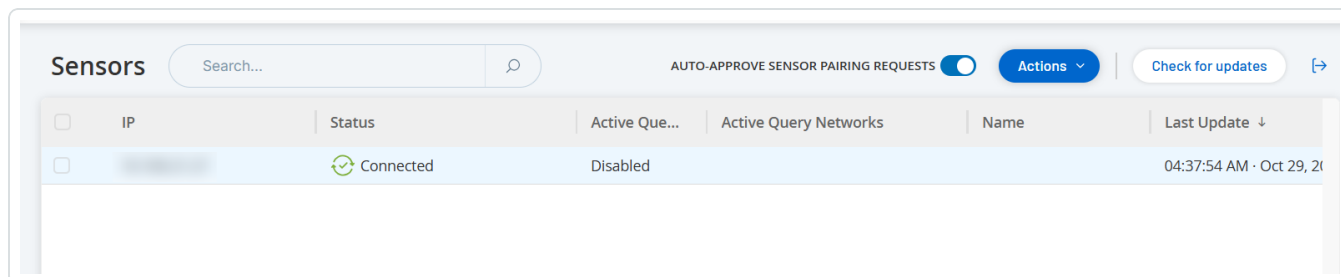 Sensors Search... AUTO-APPROVE SENSOR PAIRING REQUESTS Actions Check for updates
IP Status Active Que... Active Query Networks Name Last Update ↓
Connected Disabled 04:37:54 AM · Oct 29,